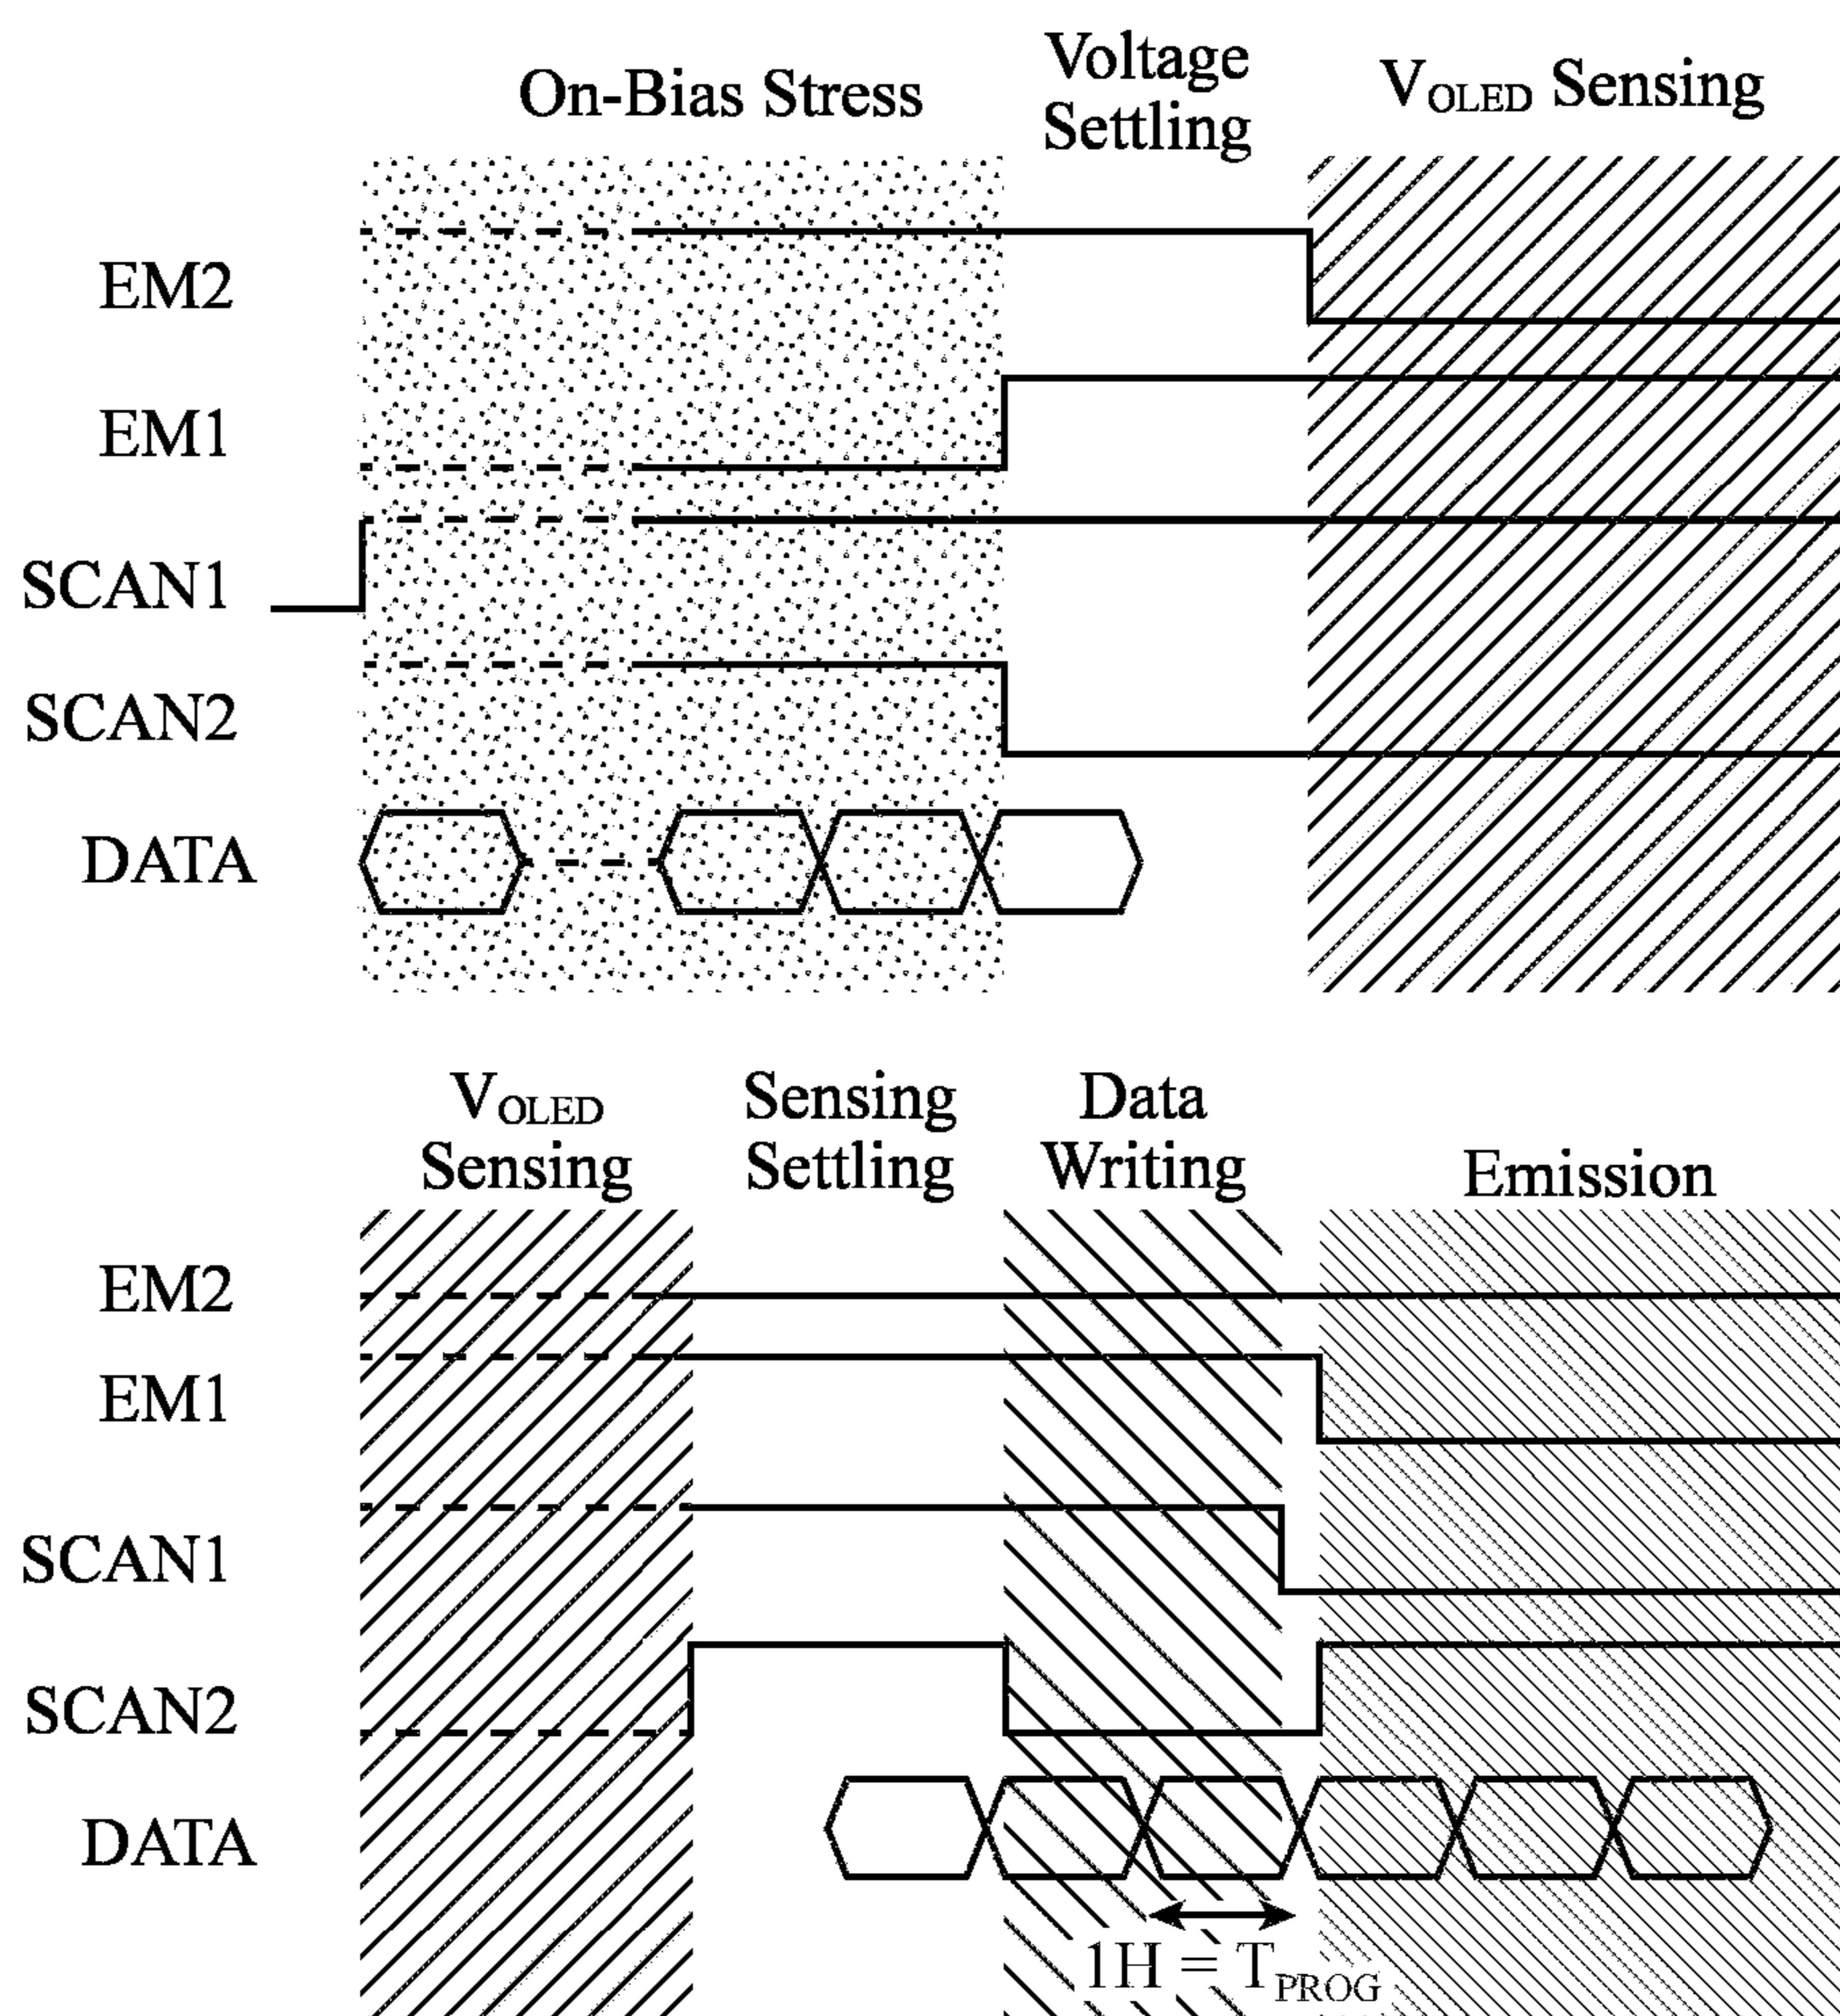 On-Bias Stress
Voltage
Settling
VOLED Sensing
EM2
EM1
SCAN1
SCAN2
DATA
VOLED
Sensing
Sensing
Settling
Data
Writing
Emission
EM2
EM1
SCAN1
SCAN2
DATA
1H = TPROG